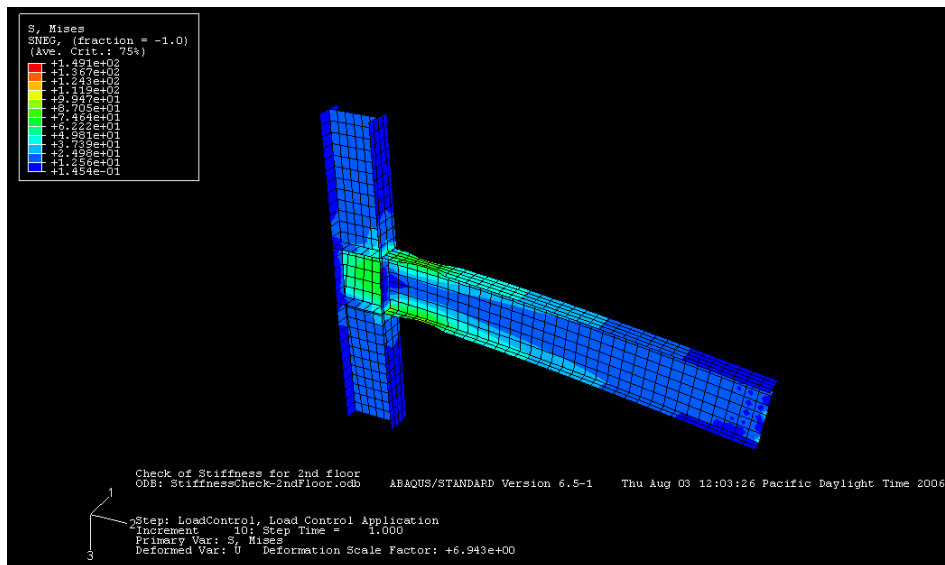 S, Mises
SNEG, (fraction = -1.0)
(Ave. Crit.: 75%)
+1.491e+02
+1.367e+02
+1.243e+02
+1.119e+02
+9.947e+01
+8.705e+01
+7.464e+01
+6.222e+01
+4.981e+01
+3.739e+01
+2.498e+01
+1.256e+01
+1.454e-01
Check of Stiffness for 2nd floor
ODB: StiffnessCheck-2ndFloor.odb ABAQUS/STANDARD Version 6.5-1 Thu Aug 03 12:03:26 Pacific Daylight Time 2006
1
2
3
Step: LoadControl, Load Control Application
Increment 10: Step Time = 1.000
Primary Var: S, Mises
Deformed Var: U Deformation Scale Factor: +6.943e+00